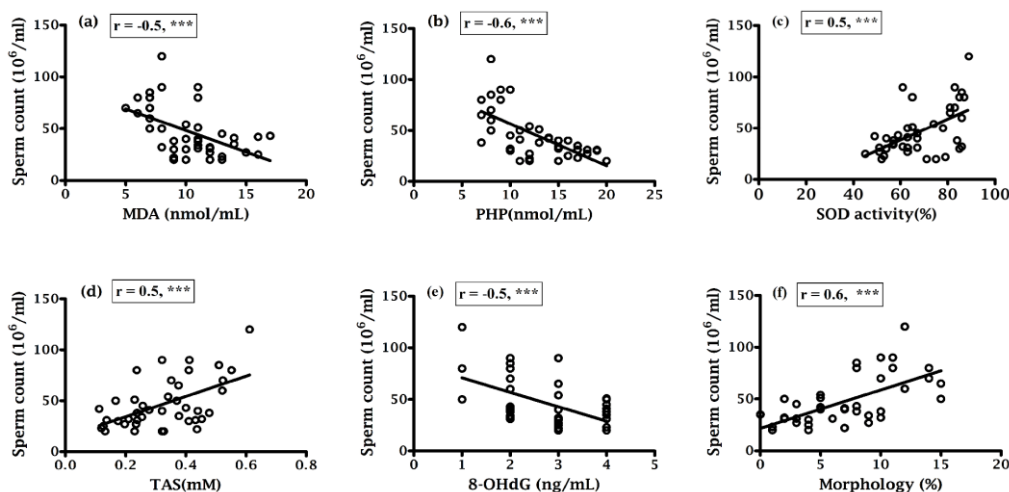 (a) r = -0.5, ***
Sperm count (10⁶/ml)
150
100
50
0
0 5 10 15 20
MDA (nmol/mL)
(b) r = -0.6, ***
Sperm count (10⁶/ml)
150
100
50
0
0 5 10 15 20 25
PHP(nmol/mL)
(c) r = 0.5, ***
Sperm count (10⁶/ml)
150
100
50
0
20 40 60 80 100
SOD activity(%)
(d) r = 0.5, ***
Sperm count (10⁶/ml)
150
100
50
0
0.0 0.2 0.4 0.6 0.8
TAS(mM)
(e) r = -0.5, ***
Sperm count (10⁶/ml)
150
100
50
0
0 1 2 3 4 5
8-OHdG (ng/mL)
(f) r = 0.6, ***
Sperm count (10⁶/ml)
150
100
50
0
0 5 10 15 20
Morphology (%)